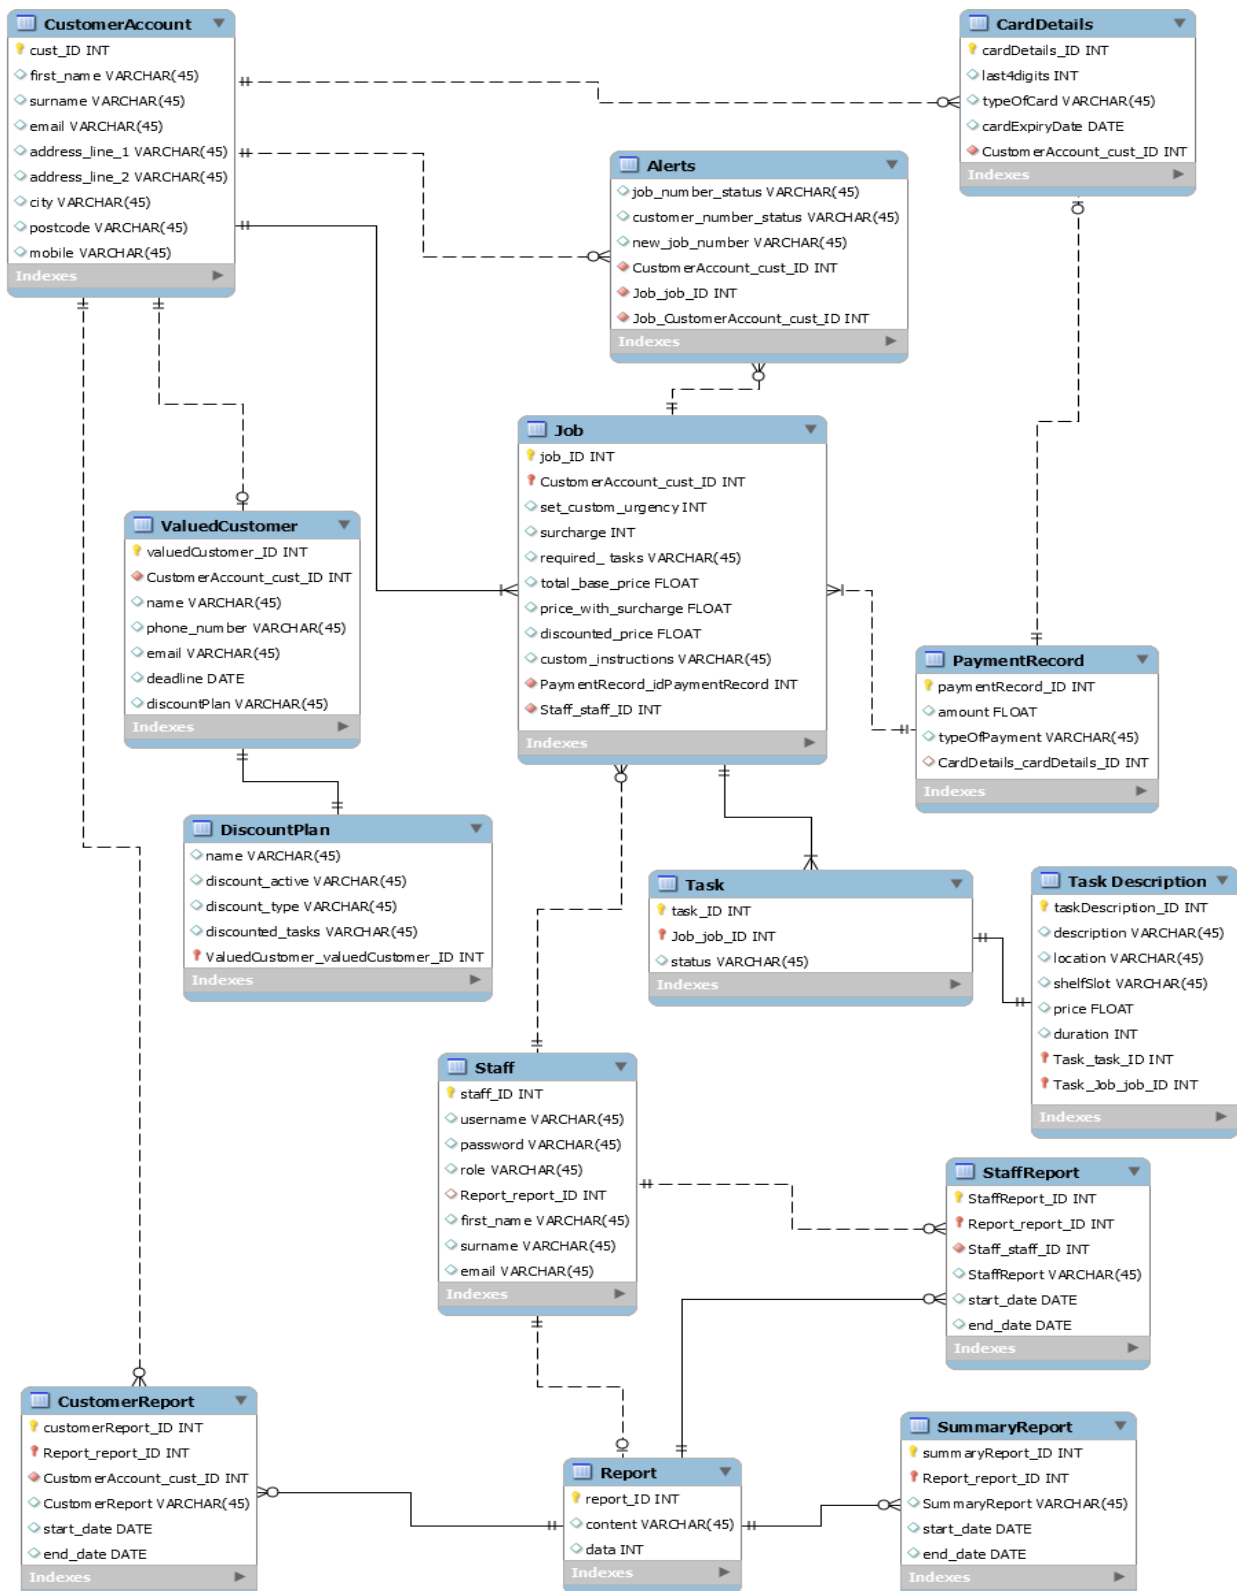 CustomerAccount
cust_ID INT
first_name VARCHAR(45)
surname VARCHAR(45)
email VARCHAR(45)
address_line_1 VARCHAR(45)
address_line_2 VARCHAR(45)
city VARCHAR(45)
postcode VARCHAR(45)
mobile VARCHAR(45)
Indexes
CardDetails
cardDetails_ID INT
last4digits INT
typeOfCard VARCHAR(45)
cardExpiryDate DATE
CustomerAccount_cust_ID INT
Indexes
Alerts
job_number_status VARCHAR(45)
customer_number_status VARCHAR(45)
new_job_number VARCHAR(45)
CustomerAccount_cust_ID INT
Job_job_ID INT
Job_CustomerAccount_cust_ID INT
Indexes
Job
job_ID INT
CustomerAccount_cust_ID INT
set_custom_urgency INT
surcharge INT
required_ tasks VARCHAR(45)
total_base_price FLOAT
price_with_surcharge FLOAT
discounted_price FLOAT
custom_instructions VARCHAR(45)
PaymentRecord_idPaymentRecord INT
Staff_staff_ID INT
Indexes
ValuedCustomer
valuedCustomer_ID INT
CustomerAccount_cust_ID INT
name VARCHAR(45)
phone_number VARCHAR(45)
email VARCHAR(45)
deadline DATE
discountPlan VARCHAR(45)
Indexes
PaymentRecord
paymentRecord_ID INT
amount FLOAT
typeOfPayment VARCHAR(45)
CardDetails_cardDetails_ID INT
Indexes
DiscountPlan
name VARCHAR(45)
discount_active VARCHAR(45)
discount_type VARCHAR(45)
discounted_tasks VARCHAR(45)
ValuedCustomer_valuedCustomer_ID INT
Indexes
Task
task_ID INT
Job_job_ID INT
status VARCHAR(45)
Indexes
Task Description
taskDescription_ID INT
description VARCHAR(45)
location VARCHAR(45)
shelfSlot VARCHAR(45)
price FLOAT
duration INT
Task_task_ID INT
Task_Job_job_ID INT
Indexes
Staff
staff_ID INT
username VARCHAR(45)
password VARCHAR(45)
role VARCHAR(45)
Report_report_ID INT
first_name VARCHAR(45)
surname VARCHAR(45)
email VARCHAR(45)
Indexes
StaffReport
StaffReport_ID INT
Report_report_ID INT
Staff_staff_ID INT
StaffReport VARCHAR(45)
start_date DATE
end_date DATE
Indexes
CustomerReport
customerReport_ID INT
Report_report_ID INT
CustomerAccount_cust_ID INT
CustomerReport VARCHAR(45)
start_date DATE
end_date DATE
Indexes
Report
report_ID INT
content VARCHAR(45)
data INT
Indexes
SummaryReport
summaryReport_ID INT
Report_report_ID INT
SummaryReport VARCHAR(45)
start_date DATE
end_date DATE
Indexes